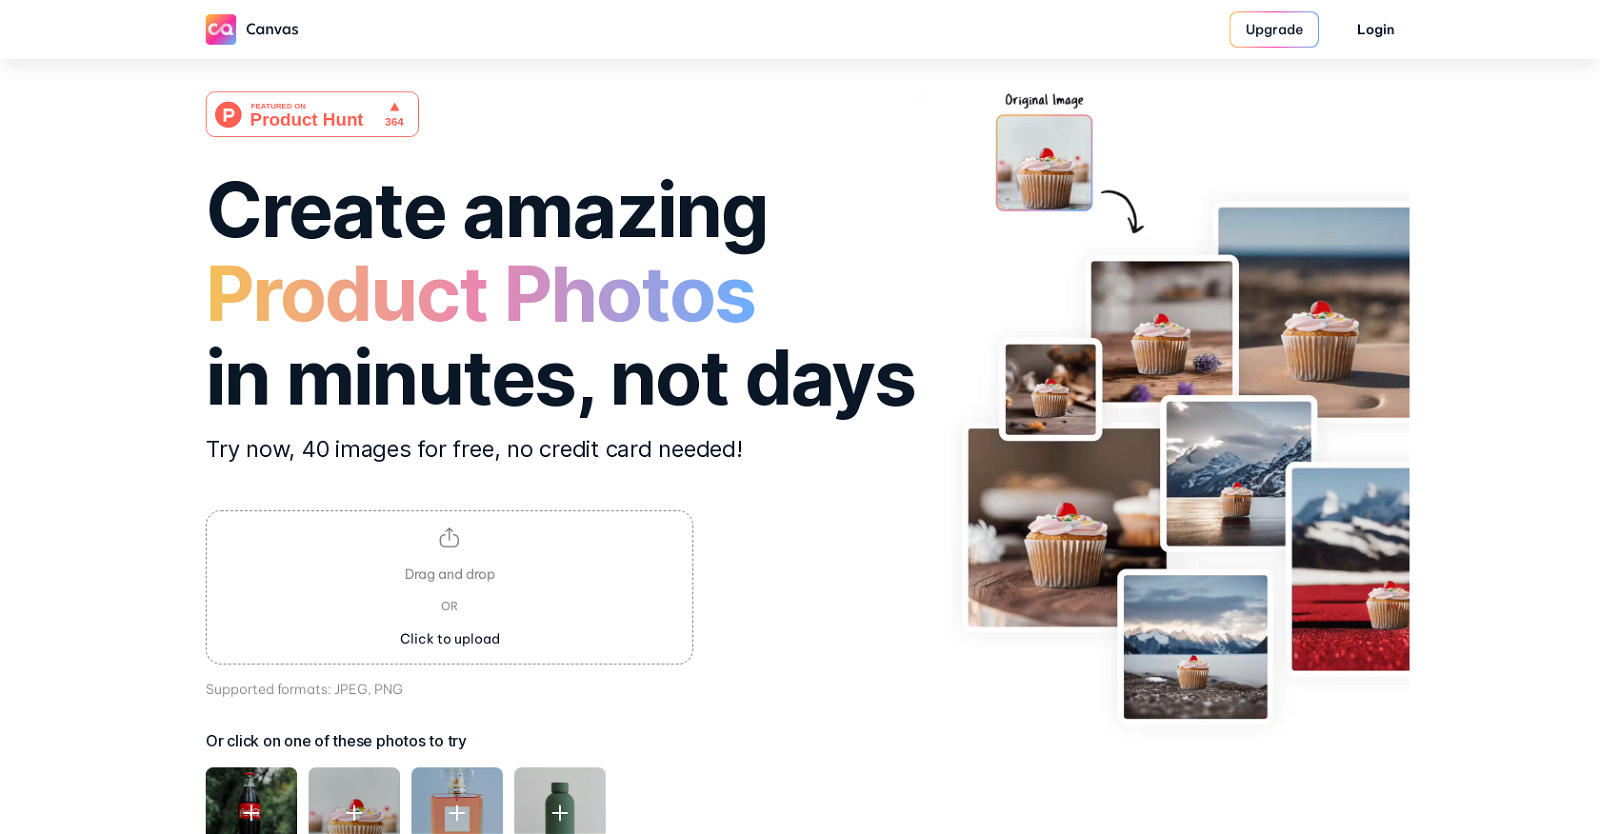 Canvas
Upgrade
Login
FEATURED ON
Product Hunt
364
Original Image
Create amazing
Product Photos
in minutes, not days
Try now, 40 images for free, no credit card needed!
Drag and drop
OR
Click to upload
Supported formats: JPEG, PNG
Or click on one of these photos to try
Coca-Cola